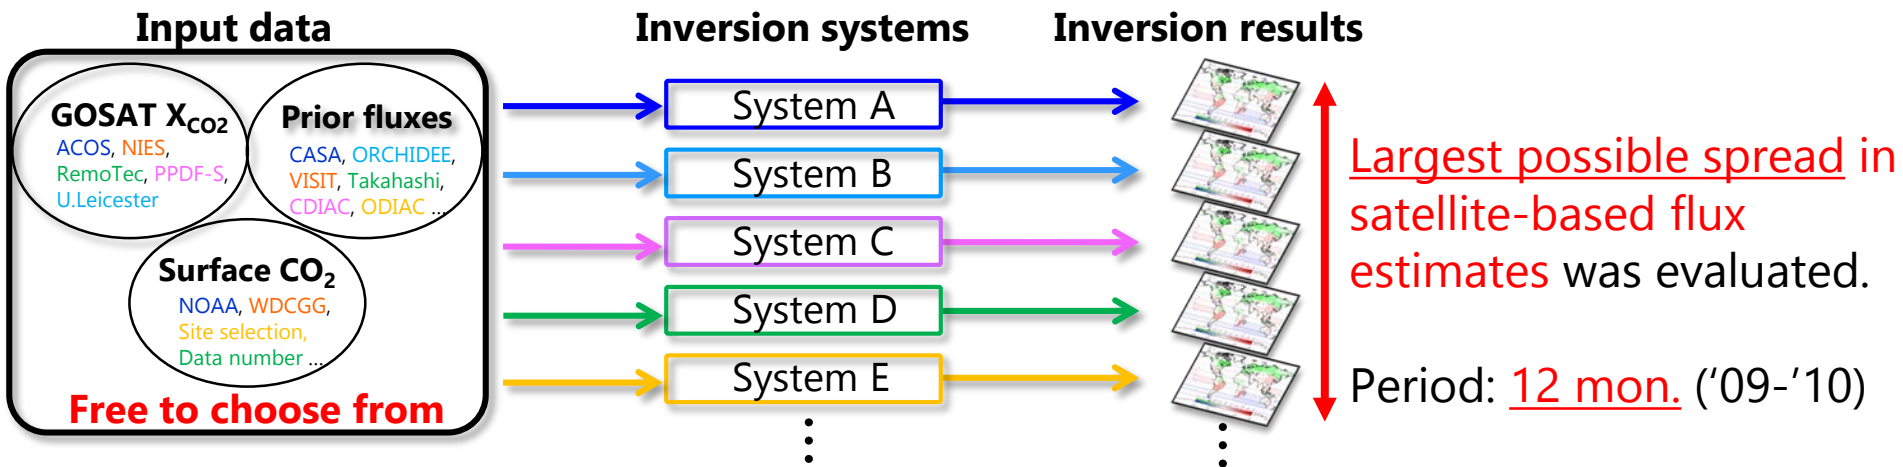 Input data
GOSAT XCO2
ACOS, NIES,
RemoTec, PPDF-S,
U.Leicester
Prior fluxes
CASA, ORCHIDEE,
VISIT, Takahashi,
CDIAC, ODIAC ...
Surface CO2
NOAA, WDCGG,
Site selection,
Data number ...
Free to choose from
Inversion systems
System A
System B
System C
System D
System E
Inversion results
Largest possible spread in
satellite-based flux
estimates was evaluated.
Period: 12 mon. (‘09-’10)